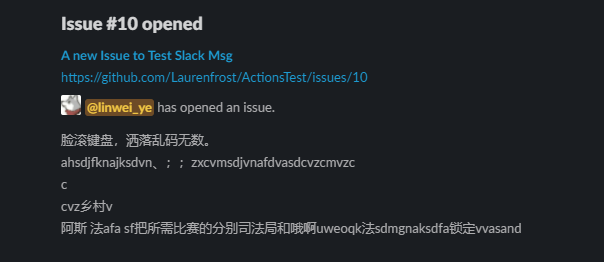 Issue #10 opened
A new Issue to Test Slack Msg
https://github.com/Laurenfrost/ActionsTest/issues/10
@linwei_ye has opened an issue.
脸滚键盘，洒落乱码无数。
ahsdjfknajksdvn、；；zxcvmsdjvnafdvasdcvzcmvzc
c
cvz乡村v
阿斯 法afa sf把所需比赛的分别司法局和哦啊uweoqk法sdmgnaksdfa锁定vvasand